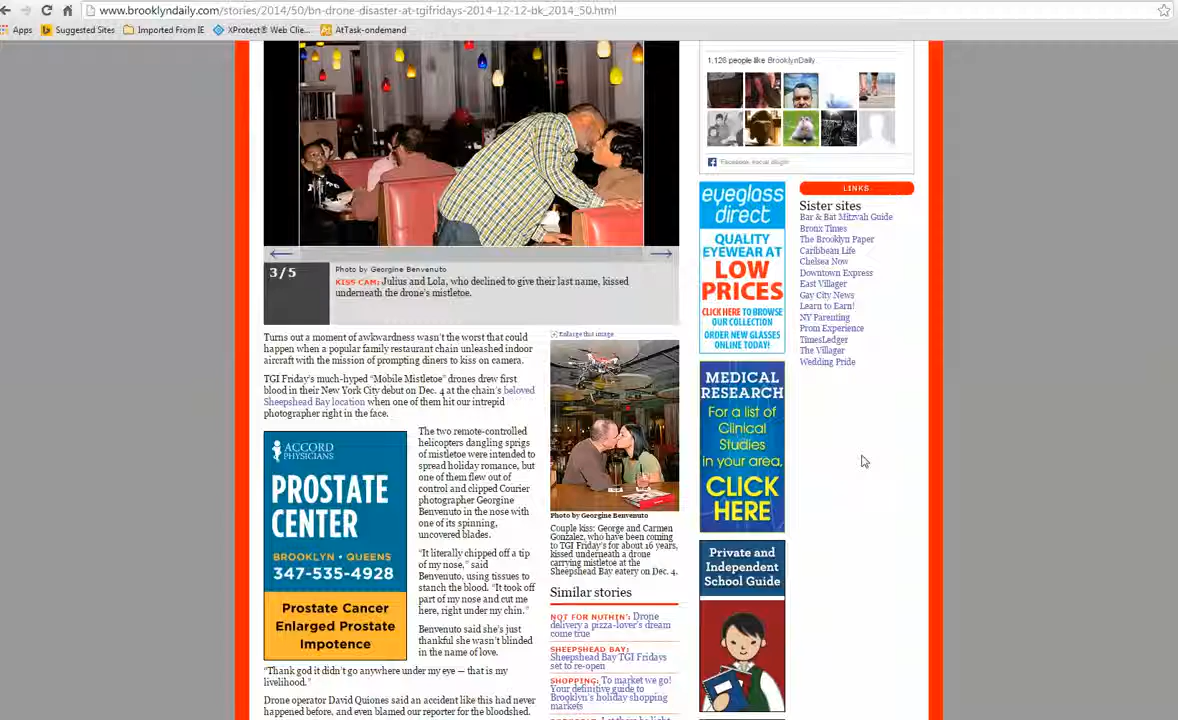 www.brooklyndaily.com/stories/2014/50/bn-drone-disaster-at-tgifridays-2014-12-12-bk_2014_50.html
Apps
Suggested Sites
Imported From IE
XProtect® Web Clie...
AtTask-ondemand
3/5
Photo by Georgine Benvenuto
KISS CAM: Julius and Lola, who declined to give their last name, kissed
underneath the drone's mistletoe.
Turns out a moment of awkwardness wasn't the worst that could
happen when a popular family restaurant chain unleashed indoor
aircraft with the mission of prompting diners to kiss on camera.
TGI Friday's much-hyped "Mobile Mistletoe" drones drew first
blood in their New York City debut on Dec. 4 at the chain's beloved
Sheepshead Bay location when one of them hit our intrepid
photographer right in the face.
ACCORD
PHYSICIANS
PROSTATE
CENTER
BROOKLYN • QUEENS
347-535-4928
Prostate Cancer
Enlarged Prostate
Impotence
The two remote-controlled
helicopters dangling sprigs
of mistletoe were intended to
spread holiday romance, but
one of them flew out of
control and clipped Courier
photographer Georgine
Benvenuto in the nose with
one of its spinning,
uncovered blades.
"It literally chipped off a tip
of my nose," said
Benvenuto, using tissues to
stanch the blood. "It took off
part of my nose and cut me
here, right under my chin."
Benvenuto said she's just
thankful she wasn't blinded
in the name of love.
"Thank god it didn't go anywhere under my eye — that is my
livelihood."
Drone operator David Quiones said an accident like this had never
happened before, and even blamed our reporter for the bloodshed.
Enlarge this image
Photo by Georgine Benvenuto
Couple kiss: George and Carmen
Gonzalez, who have been coming
to TGI Friday's for about 16 years,
kissed underneath a drone
carrying mistletoe at the
Sheepshead Bay eatery on Dec. 4.
Similar stories
NOT FOR NUTHIN': Drone
delivery a pizza-lover's dream
come true
SHEEPSHEAD BAY:
Sheepshead Bay TGI Fridays
set to re-open
SHOPPING: To market we go!
Your definitive guide to
Brooklyn's holiday shopping
markets
1,126 people like BrooklynDaily.
Facebook social plugin
eyeglass
direct
QUALITY
EYEWEAR AT
LOW
PRICES
CLICK HERE TO BROWSE
OUR COLLECTION
ORDER NEW GLASSES
ONLINE TODAY!
MEDICAL
RESEARCH
For a list of
Clinical
Studies
in your area,
CLICK
HERE
Private and
Independent
School Guide
LINKS
Sister sites
Bar & Bat Mitzvah Guide
Bronx Times
The Brooklyn Paper
Caribbean Life
Chelsea Now
Downtown Express
East Villager
Gay City News
Learn to Earn!
NY Parenting
Prom Experience
TimesLedger
The Villager
Wedding Pride